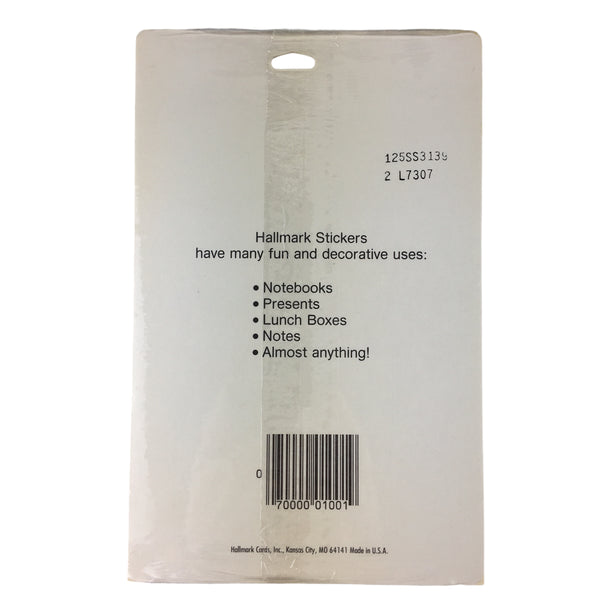 125SS3139
2 L7307
Hallmark Stickers
have many fun and decorative uses:
• Notebooks
• Presents
• Lunch Boxes
• Notes
• Almost anything!
0
70000 01001
Hallmark Cards, Inc., Kansas City, MO 64141 Made in U.S.A.